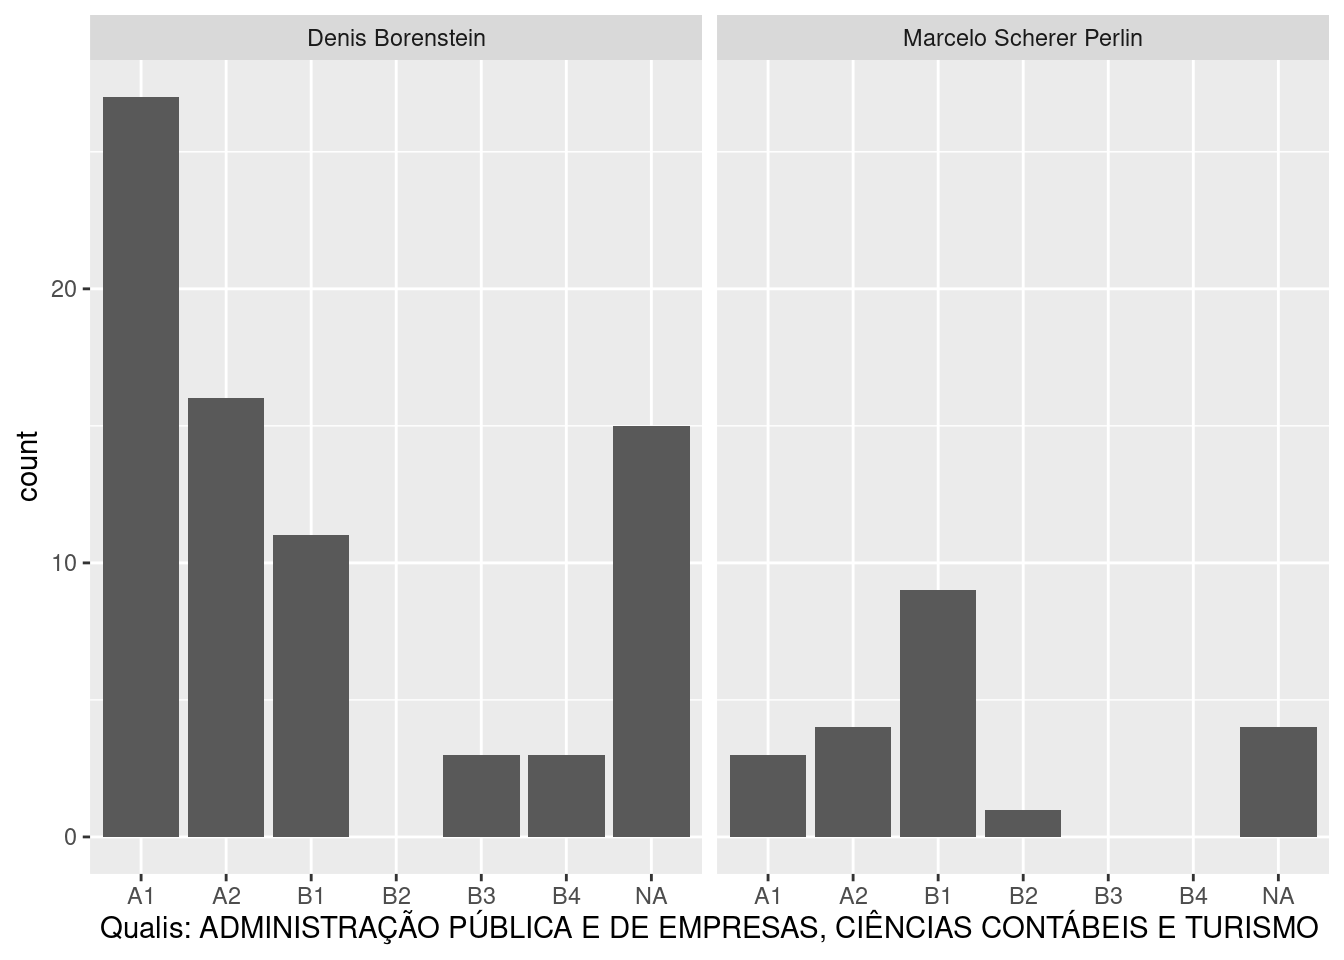 Denis Borenstein
Marcelo Scherer Perlin
count
20
10
0
A1 A2 B1 B2 B3 B4 NA
A1 A2 B1 B2 B3 B4 NA
Qualis: ADMINISTRAÇÃO PÚBLICA E DE EMPRESAS, CIÊNCIAS CONTÁBEIS E TURISMO